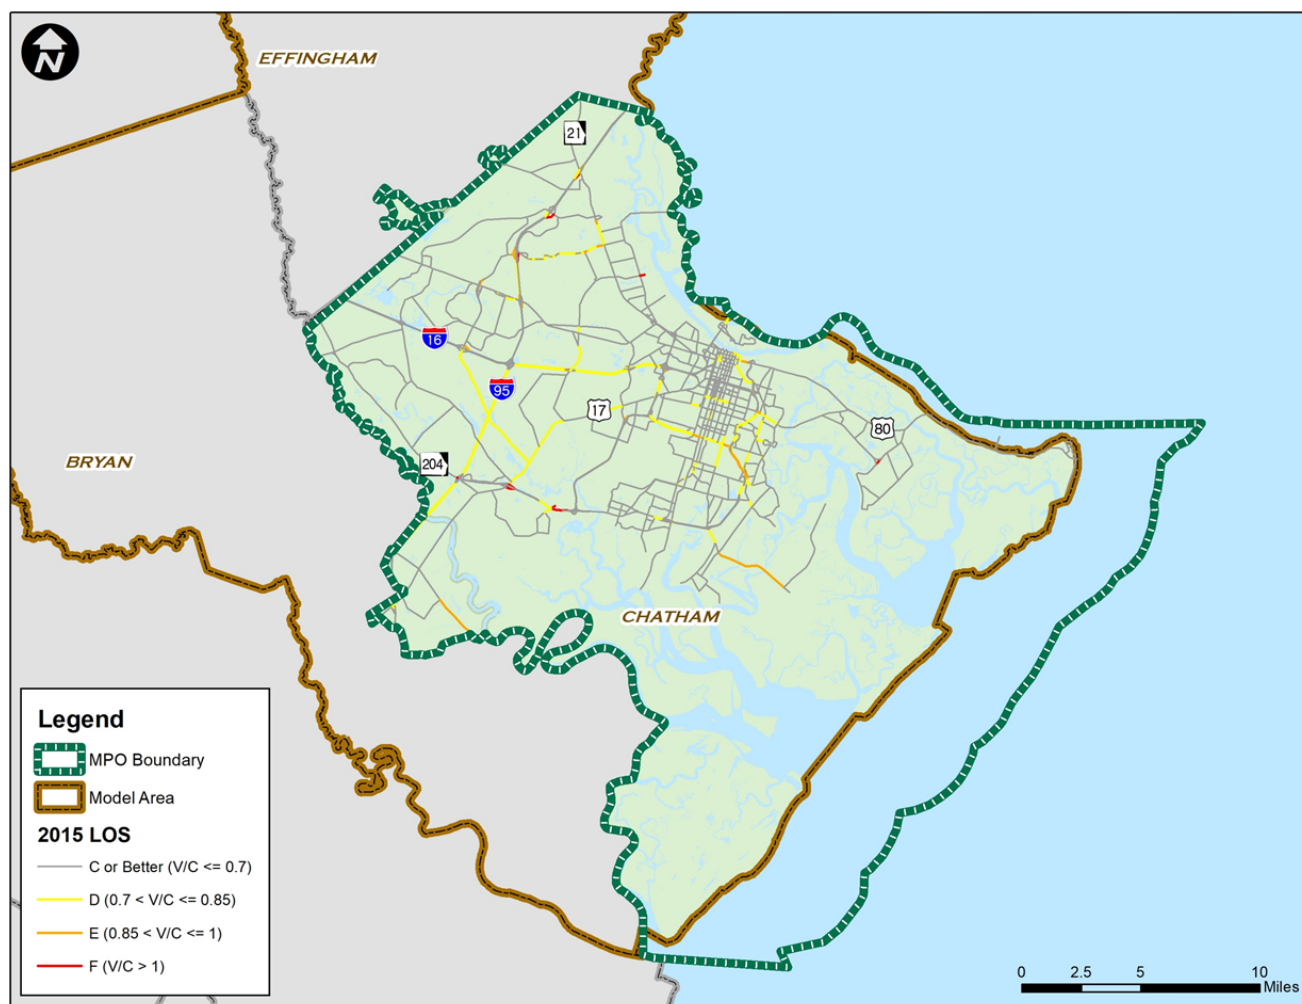 N
EFFINGHAM
21
16
95
17
80
BRYAN
204
CHATHAM
Legend
MPO Boundary
Model Area
2015 LOS
C or Better (V/C <= 0.7)
D (0.7 < V/C <= 0.85)
E (0.85 < V/C <= 1)
F (V/C > 1)
0 2.5 5 10
Miles